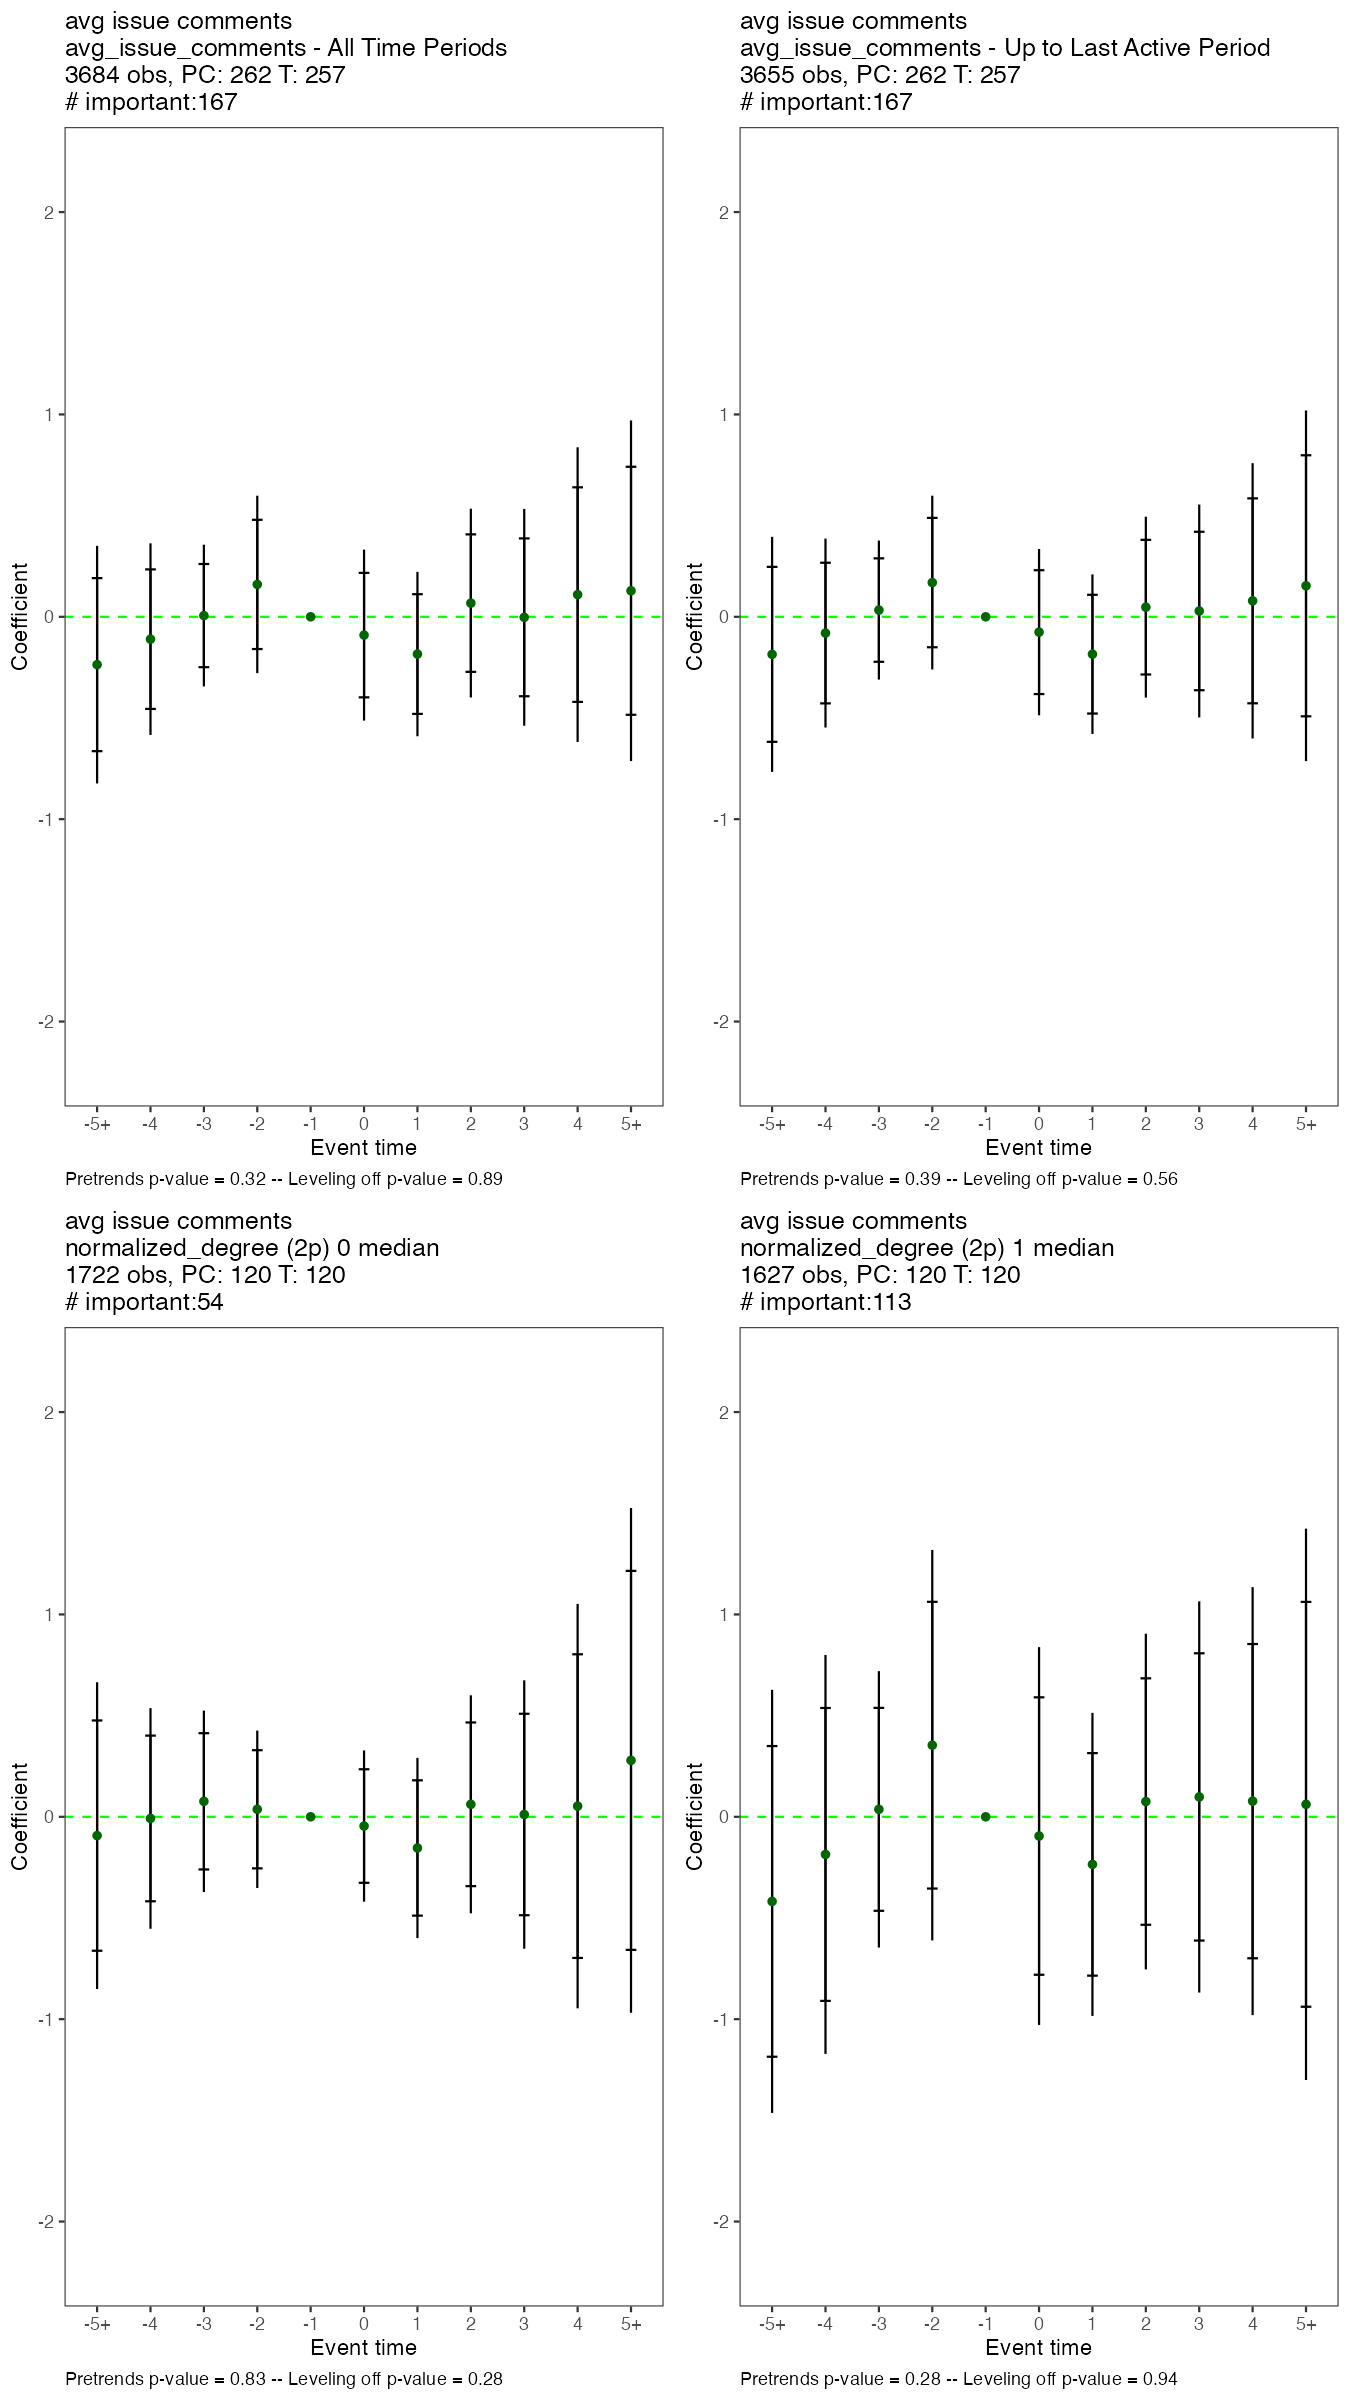 avg issue comments
avg_issue_comments - All Time Periods
3684 obs, PC: 262 T: 257
# important:167
2
1
0
-1
-2
Coefficient
-5+ -4 -3 -2 -1 0 1 2 3 4 5+
Event time
Pretrends p-value = 0.32 -- Leveling off p-value = 0.89
avg issue comments
avg_issue_comments - Up to Last Active Period
3655 obs, PC: 262 T: 257
# important:167
2
1
0
-1
-2
Coefficient
-5+ -4 -3 -2 -1 0 1 2 3 4 5+
Event time
Pretrends p-value = 0.39 -- Leveling off p-value = 0.56
avg issue comments
normalized_degree (2p) 0 median
1722 obs, PC: 120 T: 120
# important:54
2
1
0
-1
-2
Coefficient
-5+ -4 -3 -2 -1 0 1 2 3 4 5+
Event time
Pretrends p-value = 0.83 -- Leveling off p-value = 0.28
avg issue comments
normalized_degree (2p) 1 median
1627 obs, PC: 120 T: 120
# important:113
2
1
0
-1
-2
Coefficient
-5+ -4 -3 -2 -1 0 1 2 3 4 5+
Event time
Pretrends p-value = 0.28 -- Leveling off p-value = 0.94